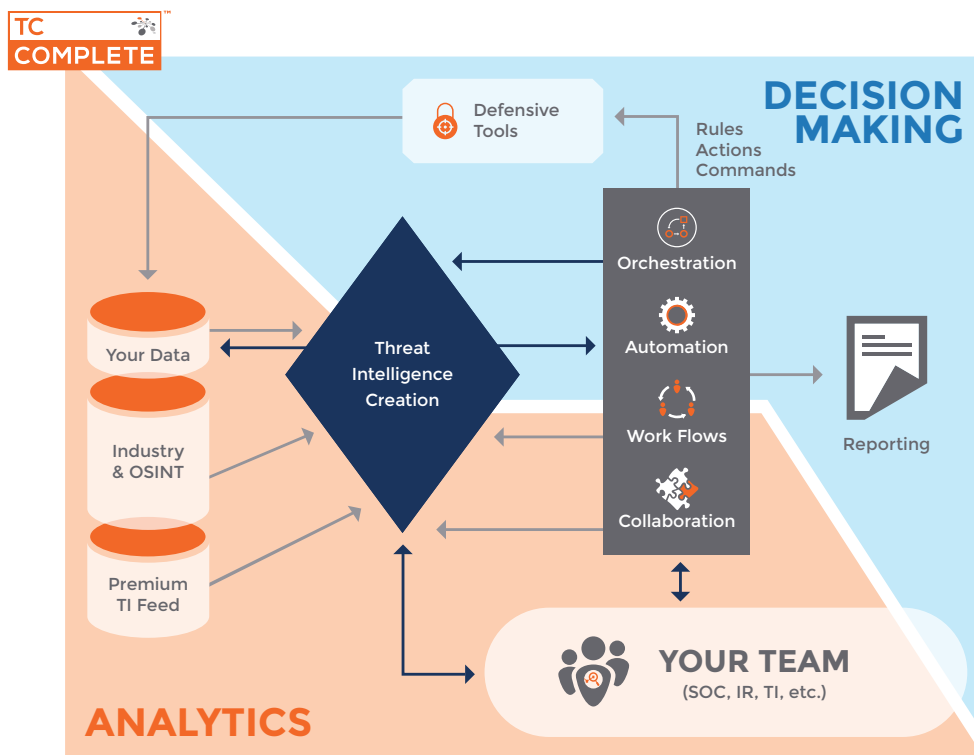 TC
™
COMPLETE
DECISION
MAKING
Defensive
Tools
Rules
Actions
Commands
Orchestration
Automation
Work Flows
Collaboration
Threat
Intelligence
Creation
Your Data
Industry
& OSINT
Premium
TI Feed
Reporting
YOUR TEAM
(SOC, IR, TI, etc.)
ANALYTICS